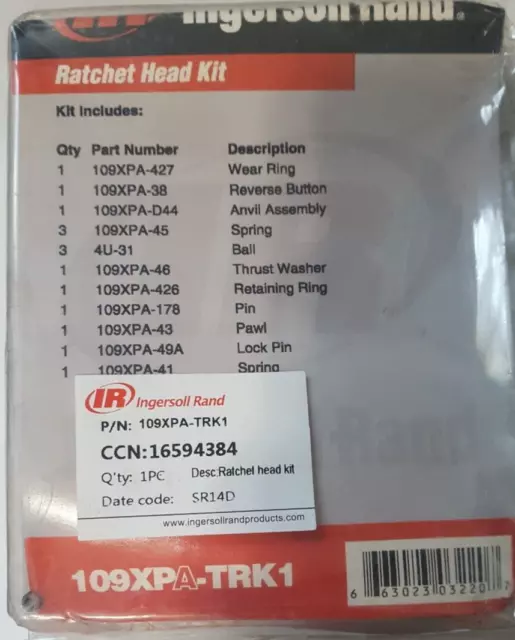 IR Ingersoll Rand®
Ratchet Head Kit
Kit Includes:
Qty Part Number Description
1 109XPA-427 Wear Ring
1 109XPA-38 Reverse Button
1 109XPA-D44 Anvil Assembly
3 109XPA-45 Spring
3 4U-31 Ball
1 109XPA-46 Thrust Washer
1 109XPA-426 Retaining Ring
1 109XPA-178 Pin
1 109XPA-43 Pawl
1 109XPA-49A Lock Pin
1 109XPA-41 Spring
IR Ingersoll Rand
P/N: 109XPA-TRK1
CCN:16594384
Q'ty: 1PC Desc:Ratchel head kit
Date code: SR14D
www.ingersollrandproducts.com
109XPA-TRK1
6 63023 03220 7